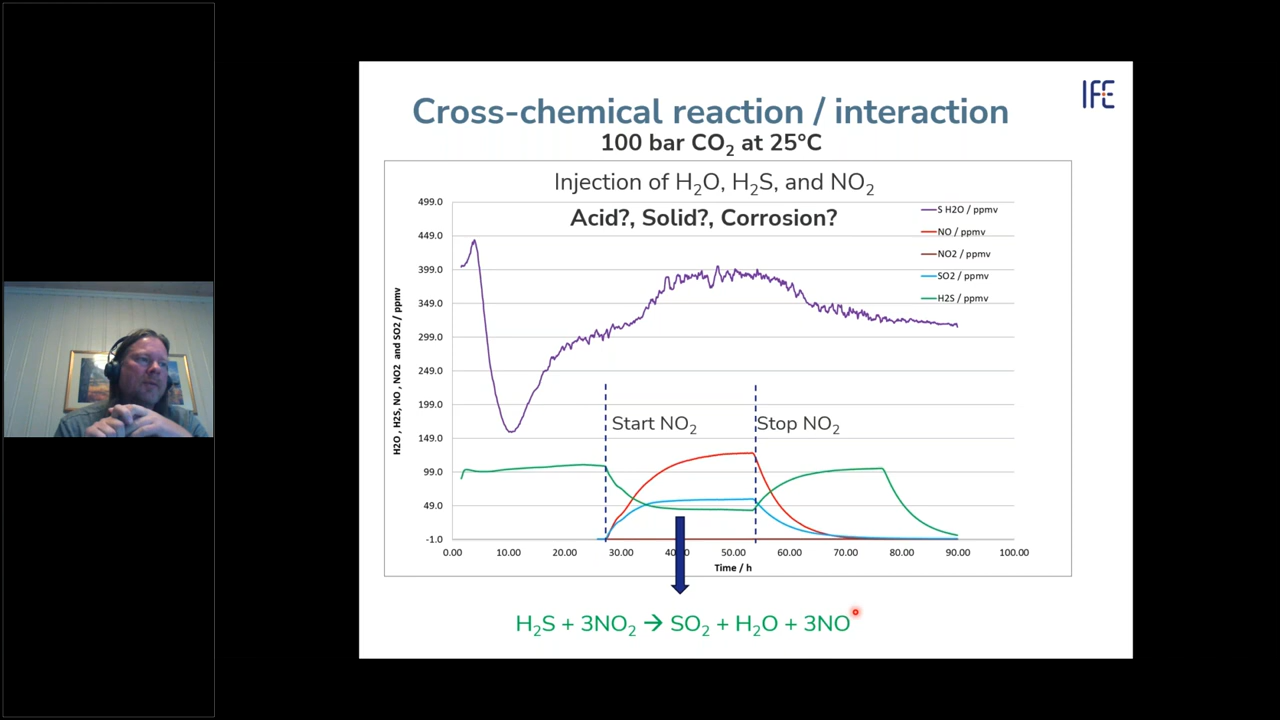 IFE
Cross-chemical reaction / interaction
100 bar CO₂ at 25°C
Injection of H₂O, H₂S, and NO₂
Acid?, Solid?, Corrosion?
S H2O / ppmv
NO / ppmv
NO2 / ppmv
SO2 / ppmv
H2S / ppmv
H2O , H2S, NO , NO2 and SO2 / ppmv
499.0
449.0
399.0
349.0
299.0
249.0
199.0
149.0
99.0
49.0
-1.0
Start NO₂
Stop NO₂
0.00 10.00 20.00 30.00 40.00 50.00 60.00 70.00 80.00 90.00 100.00
Time / h
H₂S + 3NO₂ → SO₂ + H₂O + 3NO